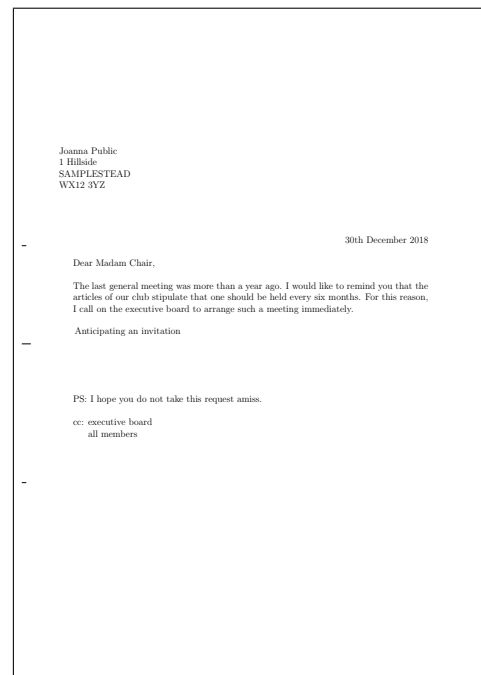 Joanna Public
1 Hillside
SAMPLESTEAD
WX12 3YZ
30th December 2018
Dear Madam Chair,
The last general meeting was more than a year ago. I would like to remind you that the
articles of our club stipulate that one should be held every six months. For this reason,
I call on the executive board to arrange such a meeting immediately.
Anticipating an invitation
PS: I hope you do not take this request amiss.
cc: executive board
all members